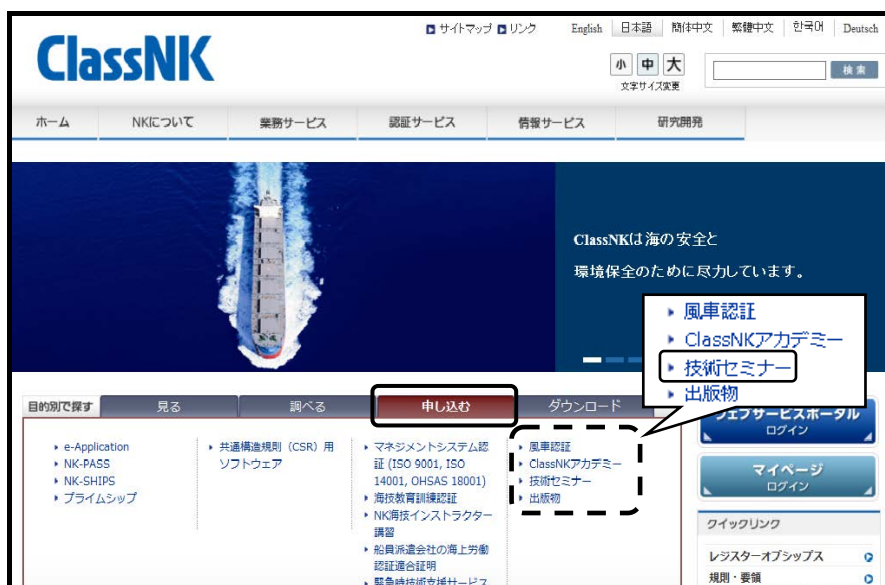 サイトマップ リンク English 日本語 簡体中文 繁體中文 한국어 Deutsch
ClassNK
小 中 大
文字サイズ変更
検索
ホーム NKについて 業務サービス 認証サービス 情報サービス 研究開発
ClassNKは海の安全と
環境保全のために尽力しています。
風車認証
ClassNKアカデミー
技術セミナー
出版物
目的別で探す 見る 調べる 申し込む ダウンロード
ウェブサービスポータル
ログイン
マイページ
ログイン
クイックリンク
レジスターオブシップス
規則・要領
e-Application
NK-PASS
NK-SHIPS
プライムシップ
共通構造規則（CSR）用
ソフトウェア
マネジメントシステム認
証 (ISO 9001, ISO
14001, OHSAS 18001)
海技教育訓練認証
NK海技インストラクター
講習
船員派遣会社の海上労働
認証適合証明
緊急時技術支援サービス
風車認証
ClassNKアカデミー
技術セミナー
出版物